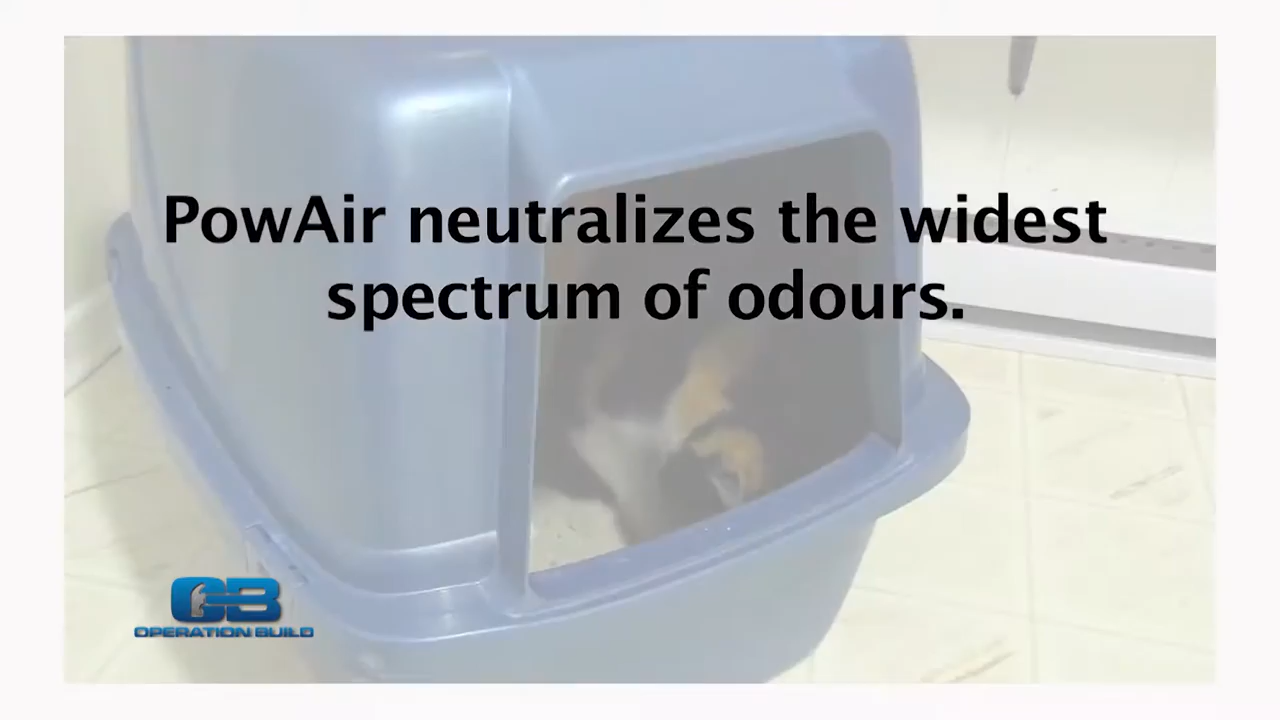 PowAir neutralizes the widest
spectrum of odours.
OB
OPERATION BUILD